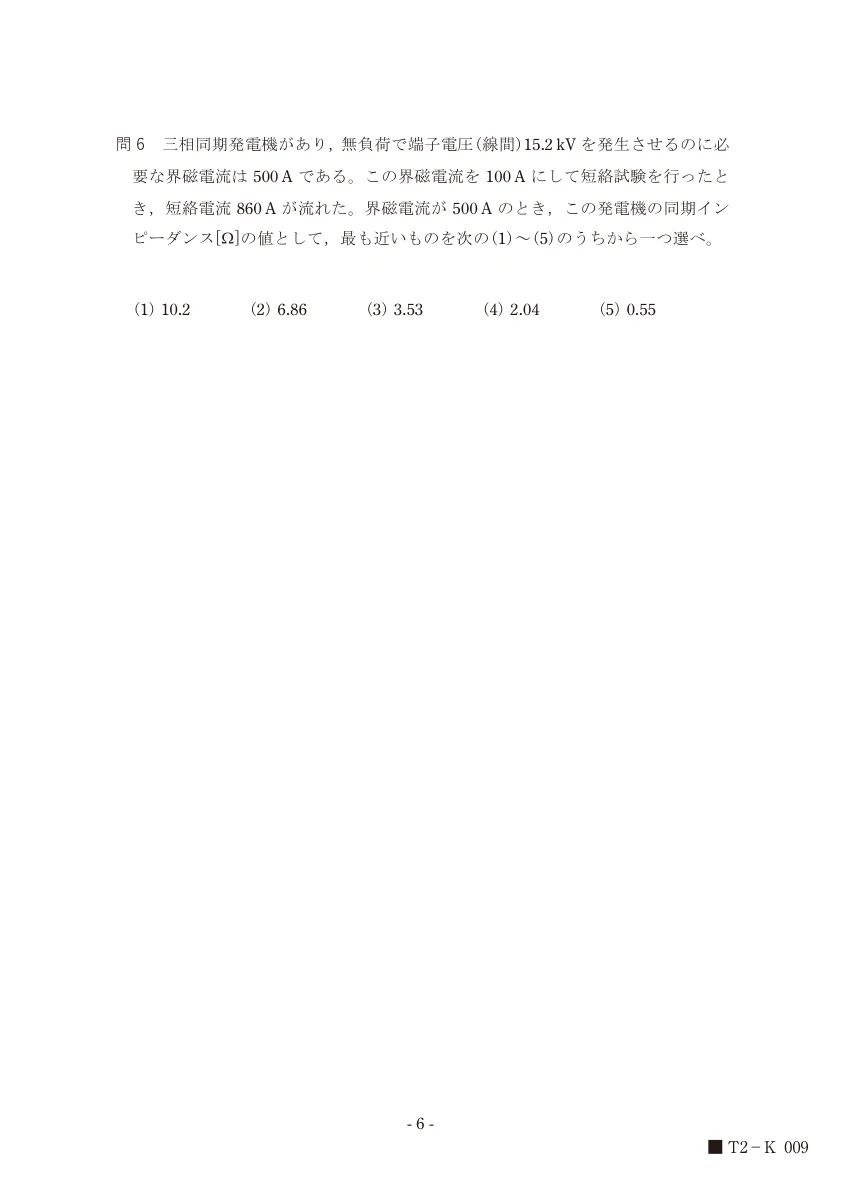 問 6　三相同期発電機があり，無負荷で端子電圧(線間)15.2 kV を発生させるのに必
要な界磁電流は 500 A である。この界磁電流を 100 A にして短絡試験を行ったと
き，短絡電流 860 A が流れた。界磁電流が 500 A のとき，この発電機の同期イン
ピーダンス[Ω]の値として，最も近いものを次の(1)～(5)のうちから一つ選べ。
(1) 10.2　(2) 6.86　(3) 3.53　(4) 2.04　(5) 0.55
- 6 -
■ T2－K 009